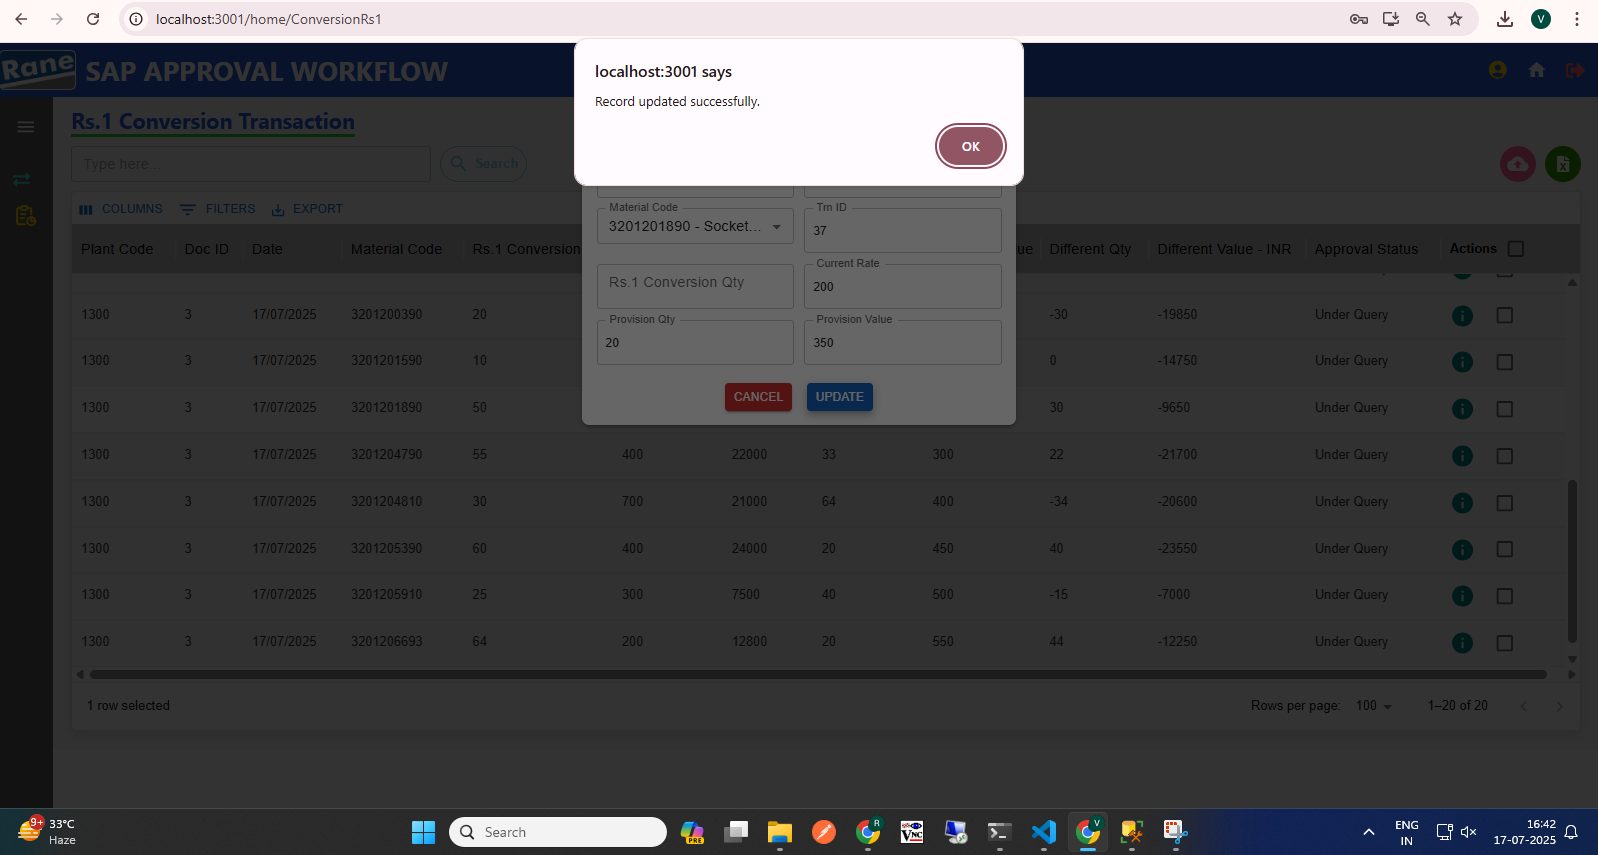 localhost:3001/home/ConversionRs1
V
Rane
SAP APPROVAL WORKFLOW
localhost:3001 says
Record updated successfully.
OK
Rs.1 Conversion Transaction
Type here...
Search
COLUMNS FILTERS EXPORT
Plant Code Doc ID Date Material Code Rs.1 Conversion ue Different Qty Different Value - INR Approval Status Actions
Material Code
3201201890 - Socket...
Tm ID
37
Rs.1 Conversion Qty
Current Rate
200
Provision Qty
20
Provision Value
350
CANCEL UPDATE
1300 3 17/07/2025 3201200390 20 -30 -19850 Under Query
1300 3 17/07/2025 3201201590 10 0 -14750 Under Query
1300 3 17/07/2025 3201201890 50 30 -9650 Under Query
1300 3 17/07/2025 3201204790 55 400 22000 33 300 22 -21700 Under Query
1300 3 17/07/2025 3201204810 30 700 21000 64 400 -34 -20600 Under Query
1300 3 17/07/2025 3201205390 60 400 24000 20 450 40 -23550 Under Query
1300 3 17/07/2025 3201205910 25 300 7500 40 500 -15 -7000 Under Query
1300 3 17/07/2025 3201206693 64 200 12800 20 550 44 -12250 Under Query
1 row selected
Rows per page: 100 1–20 of 20
9+
33°C
Haze
Search
PRE
R
VNC
V
ENG
IN
16:42
17-07-2025